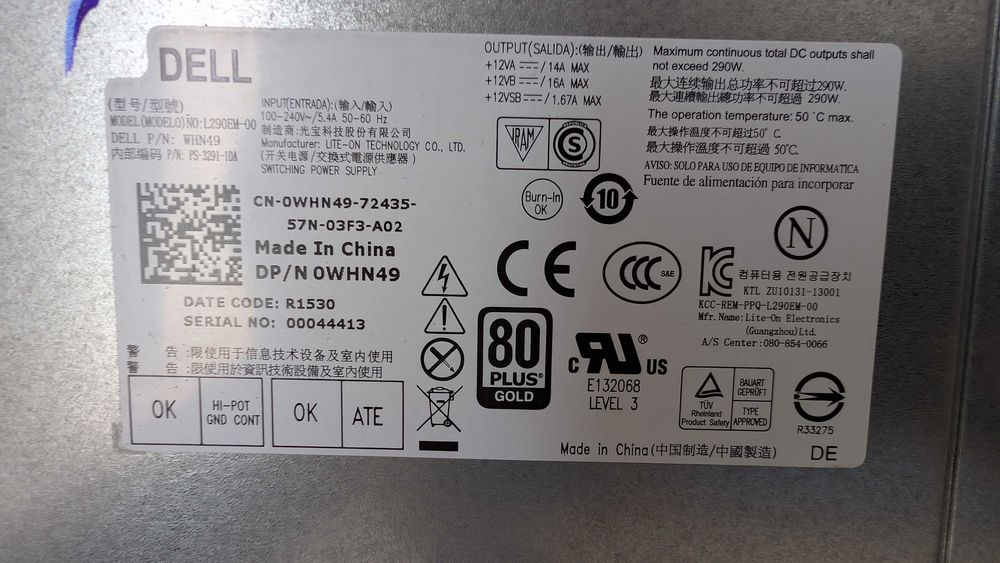 DELL
(型号/型號)
MODEL(MODELO)NO:L290EM-00
DELL P/N: WHN49
内部编码 P/N: PS-3291-1DA
INPUT(ENTRADA):(输入/輸入)
100-240V~/5.4A 50-60 Hz
制造商:光宝科技股份有限公司
Manufacturer: LITE-ON TECHNOLOGY CO., LTD.
(开关电源/交換式電源供應器)
SWITCHING POWER SUPPLY
OUTPUT(SALIDA):(输出/輸出)
+12VA ⎓/14A MAX
+12VB ⎓/16A MAX
+12VSB⎓/1.67A MAX
Maximum continuous total DC outputs shall
not exceed 290W.
最大连续输出总功率不可超过290W.
最大連續輸出總功率不可超過 290W.
The operation temperature: 50 °C max.
最大操作温度不可超过50°C.
最大操作溫度不可超過 50°C.
AVISO: SOLO PARA USO DE EQUIPO DE INFORMATICA
Fuente de alimentación para incorporar
IRAM
S
Burn-In
OK
10
N
CN-0WHN49-72435-
57N-03F3-A02
Made In China
DP/N 0WHN49
DATE CODE: R1530
SERIAL NO: 00044413
警 告:限使用于信息技术设备及室内使用
警 告:限使用於資訊技術設備及室內使用
OK
HI-POT
GND CONT
OK
ATE
CE
CCC
S&E
KC
컴퓨터용 전원공급장치
KTL ZU10131-13001
KCC-REM-PPQ-L290EM-00
Mfr. Name: Lite-On Electronics
(Guangzhou)Ltd.
A/S Center:080-854-0066
80
PLUS®
GOLD
c RU ® US
E132068
LEVEL 3
TÜV
Rheinland
Product Safety
BAUART
GEPRÜFT
TYPE
APPROVED
R33275
Made in China(中国制造/中國製造)
DE